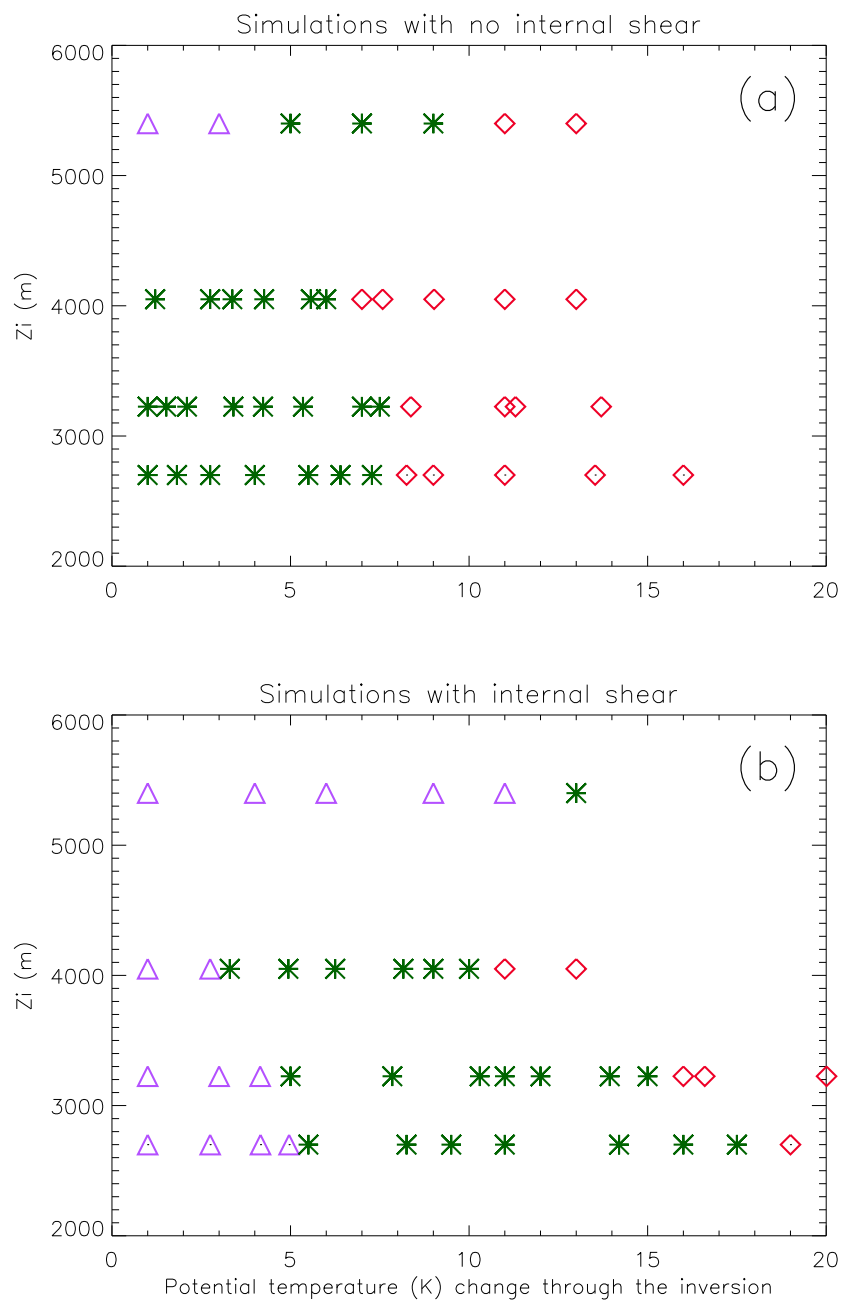 Simulations with no internal shear
(a)
6000
5000
4000
3000
2000
Zi (m)
0 5 10 15 20
Simulations with internal shear
(b)
6000
5000
4000
3000
2000
Zi (m)
0 5 10 15 20
Potential temperature (K) change through the inversion